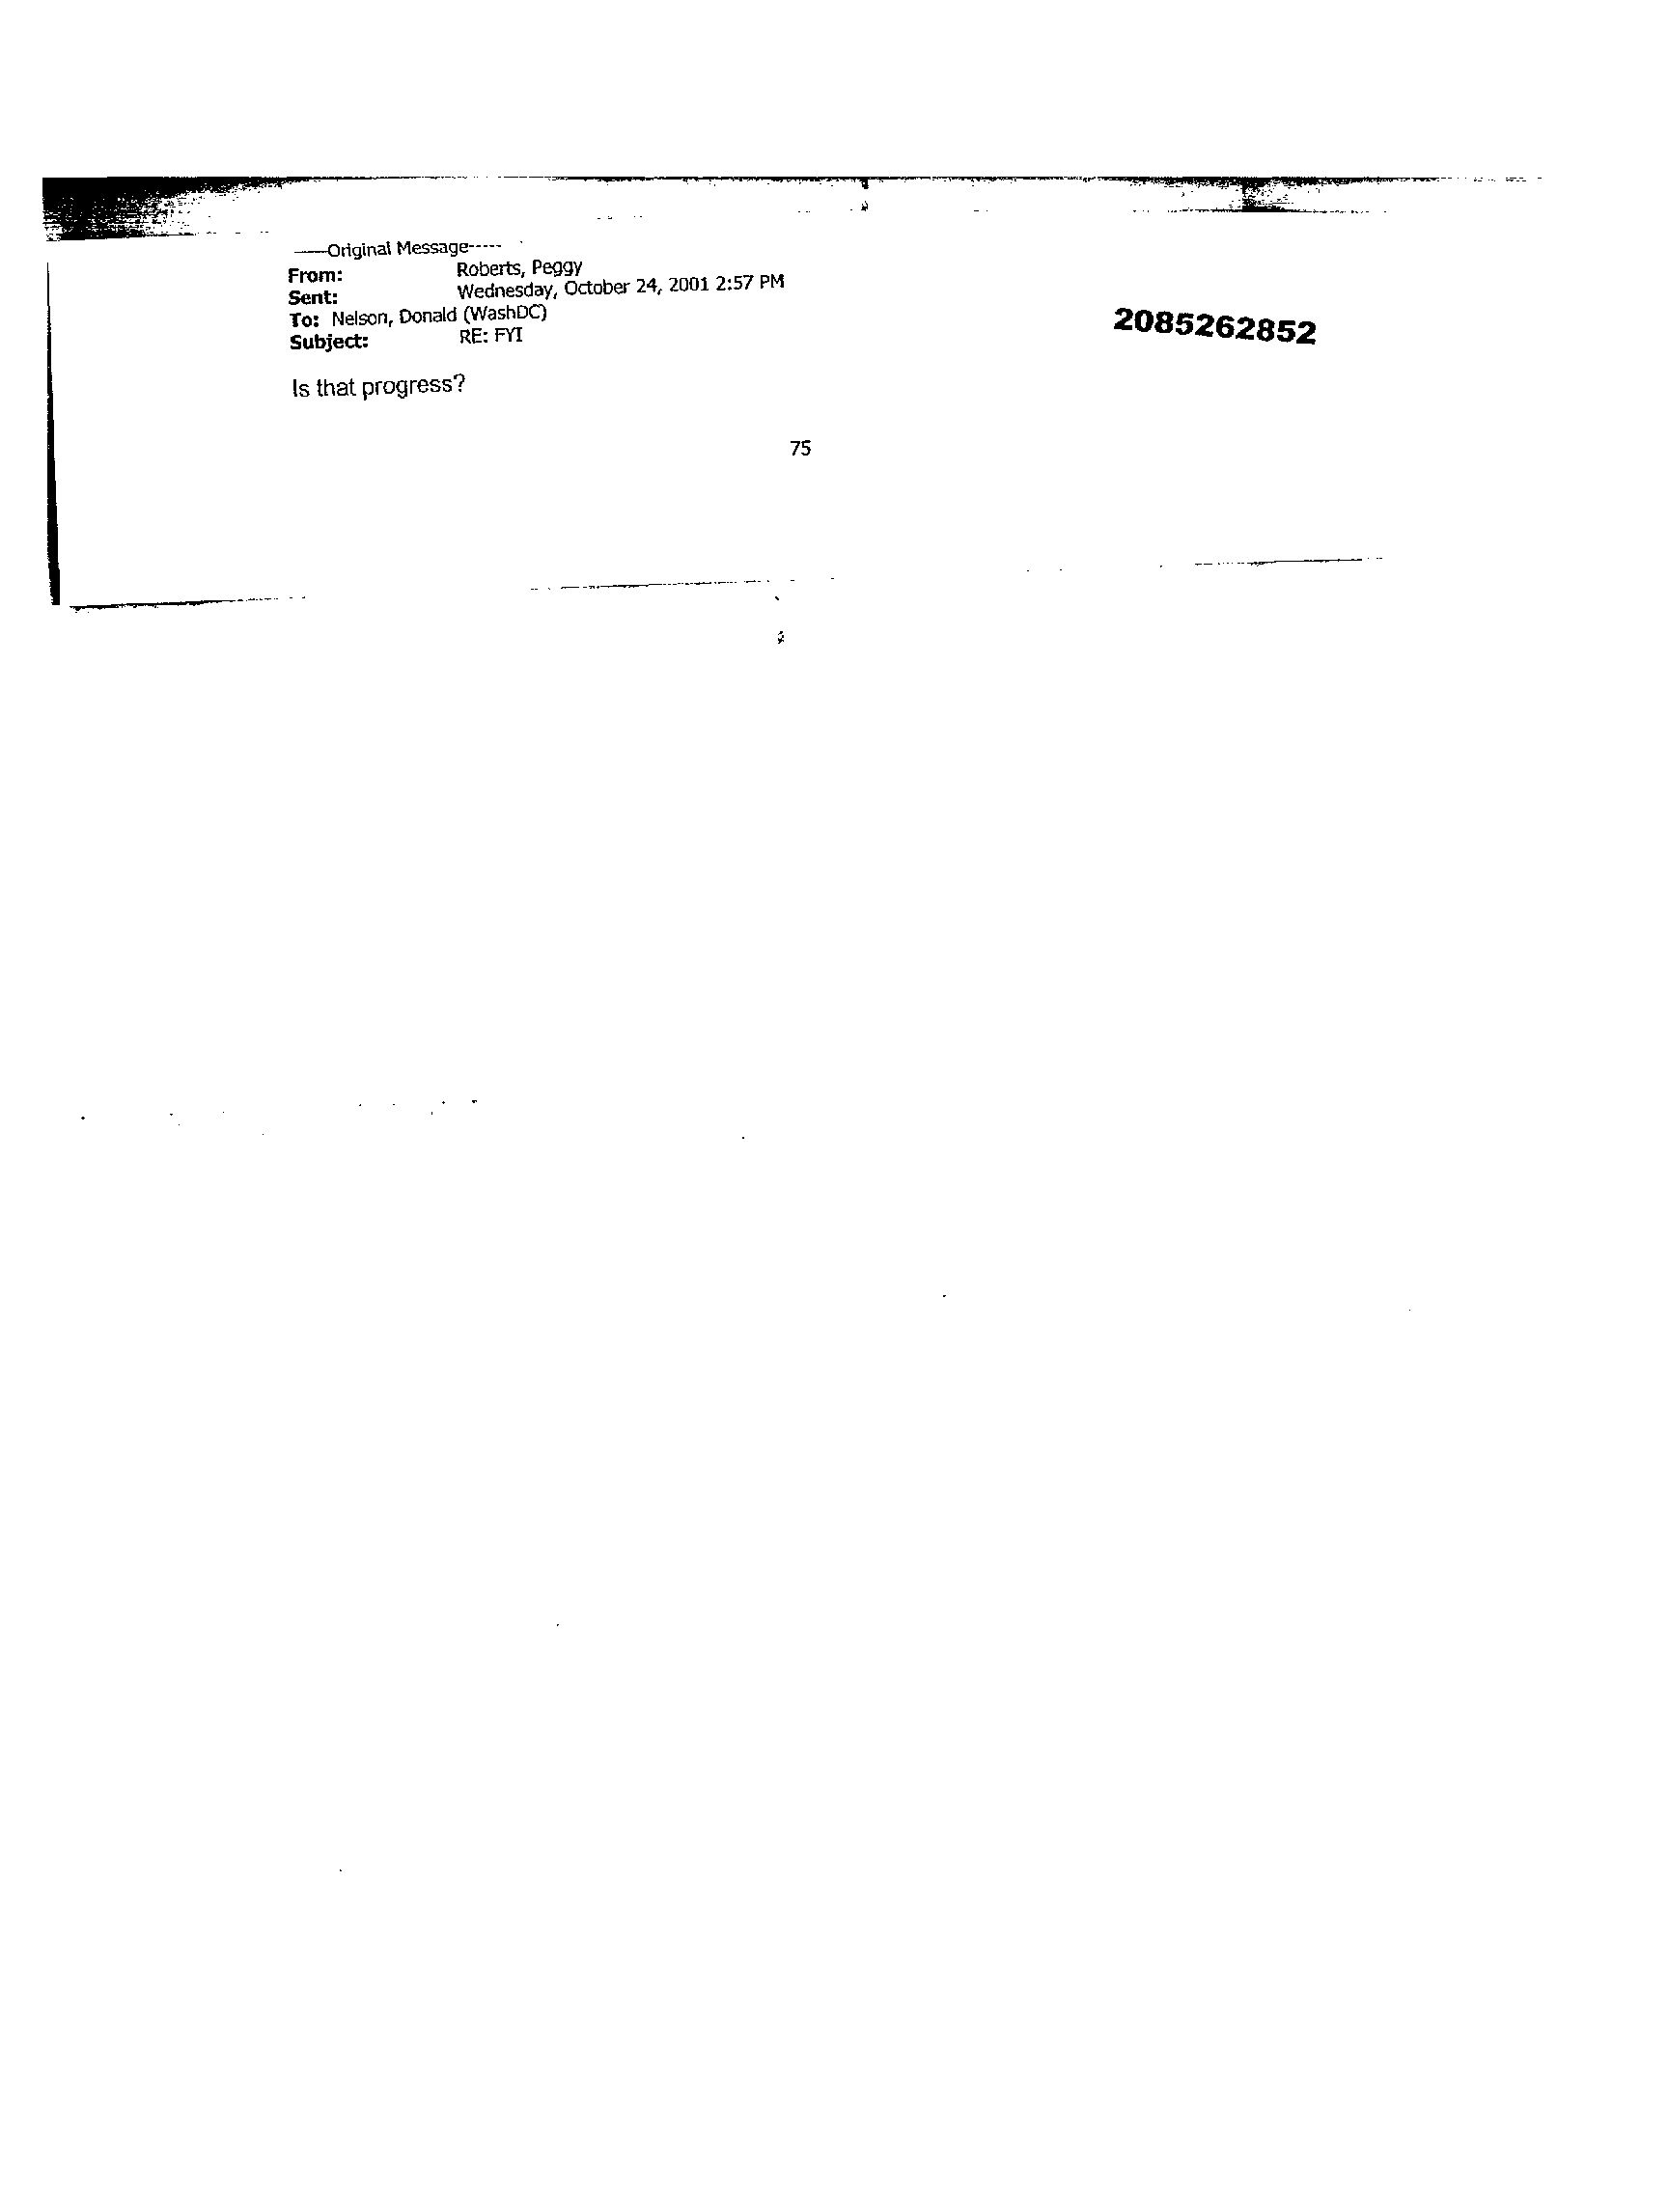 -----Original Message-----
From: Roberts, Peggy
Sent: Wednesday, October 24, 2001 2:57 PM
To: Nelson, Donald (WashDC)
Subject: RE: FYI
2085262852
Is that progress?
75